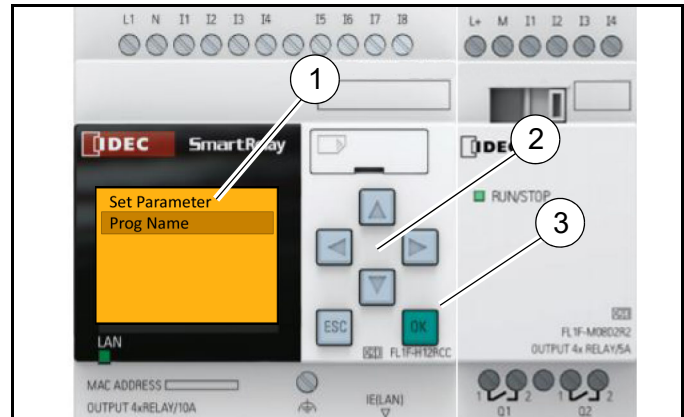 L1 N I1 I2 I3 I4 I5 I6 I7 I8
L+ M I1 I2 I3 I4
1
IDEC SmartRelay
2
IDEC
Set Parameter
Prog Name
RUN/STOP
3
ESC
OK
LAN
FL1F-H12RCC
FL1F-M08D2R2
OUTPUT 4x RELAY/5A
MAC ADDRESS
OUTPUT 4xRELAY/10A
IE(LAN)
1 2 1 2
Q1 Q2